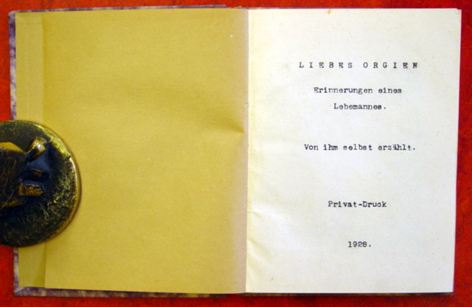 LIEBES ORGIEN
Erinnerungen eines
Lebemannes.
Von ihm selbst erzählt.
Privat-Druck
1928.